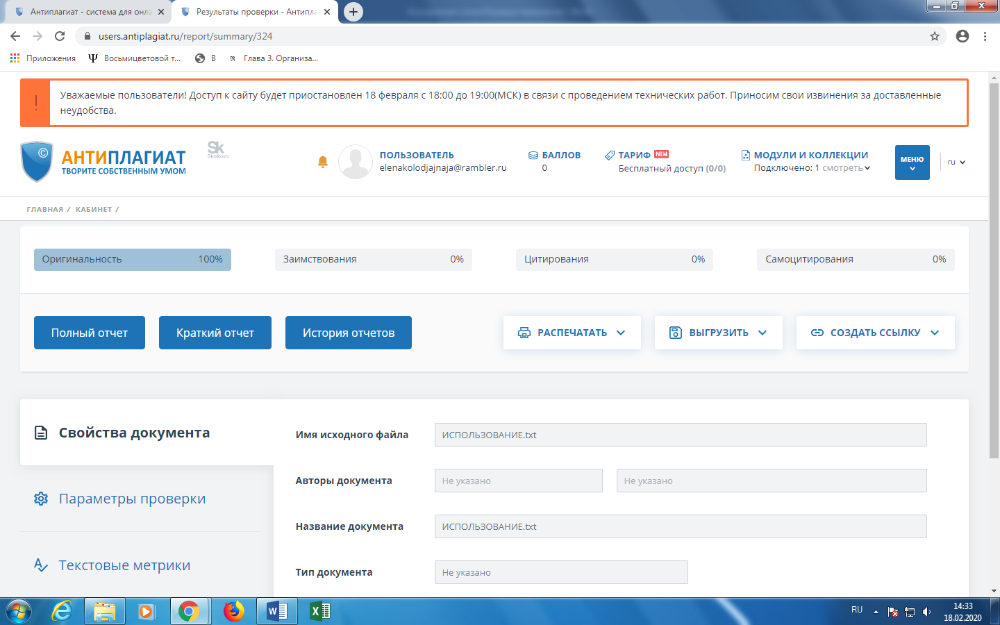 Антиплагиат - система для онла
Результаты проверки - Антипла
users.antiplagiat.ru/report/summary/324
Приложения
Ψ Восьмицветовой т...
В
Глава 3. Организа...
! Уважаемые пользователи! Доступ к сайту будет приостановлен 18 февраля с 18:00 до 19:00(МСК) в связи с проведением технических работ. Приносим свои извинения за доставленные
неудобства.
© АНТИПЛАГИАТ
ТВОРИТЕ СОБСТВЕННЫМ УМОМ
Sk
Skolkovo
ПОЛЬЗОВАТЕЛЬ
elenakolodjajnaja@rambler.ru
БАЛЛОВ
0
ТАРИФ NEW
Бесплатный доступ (0/0)
МОДУЛИ И КОЛЛЕКЦИИ
Подключено: 1 смотреть
МЕНЮ
ru
ГЛАВНАЯ / КАБИНЕТ /
Оригинальность 100%
Заимствования 0%
Цитирования 0%
Самоцитирования 0%
Полный отчет
Краткий отчет
История отчетов
РАСПЕЧАТАТЬ
ВЫГРУЗИТЬ
СОЗДАТЬ ССЫЛКУ
Свойства документа
Параметры проверки
Текстовые метрики
Имя исходного файла ИСПОЛЬЗОВАНИЕ.txt
Авторы документа Не указано Не указано
Название документа ИСПОЛЬЗОВАНИЕ.txt
Тип документа Не указано
RU
14:33
18.02.2020